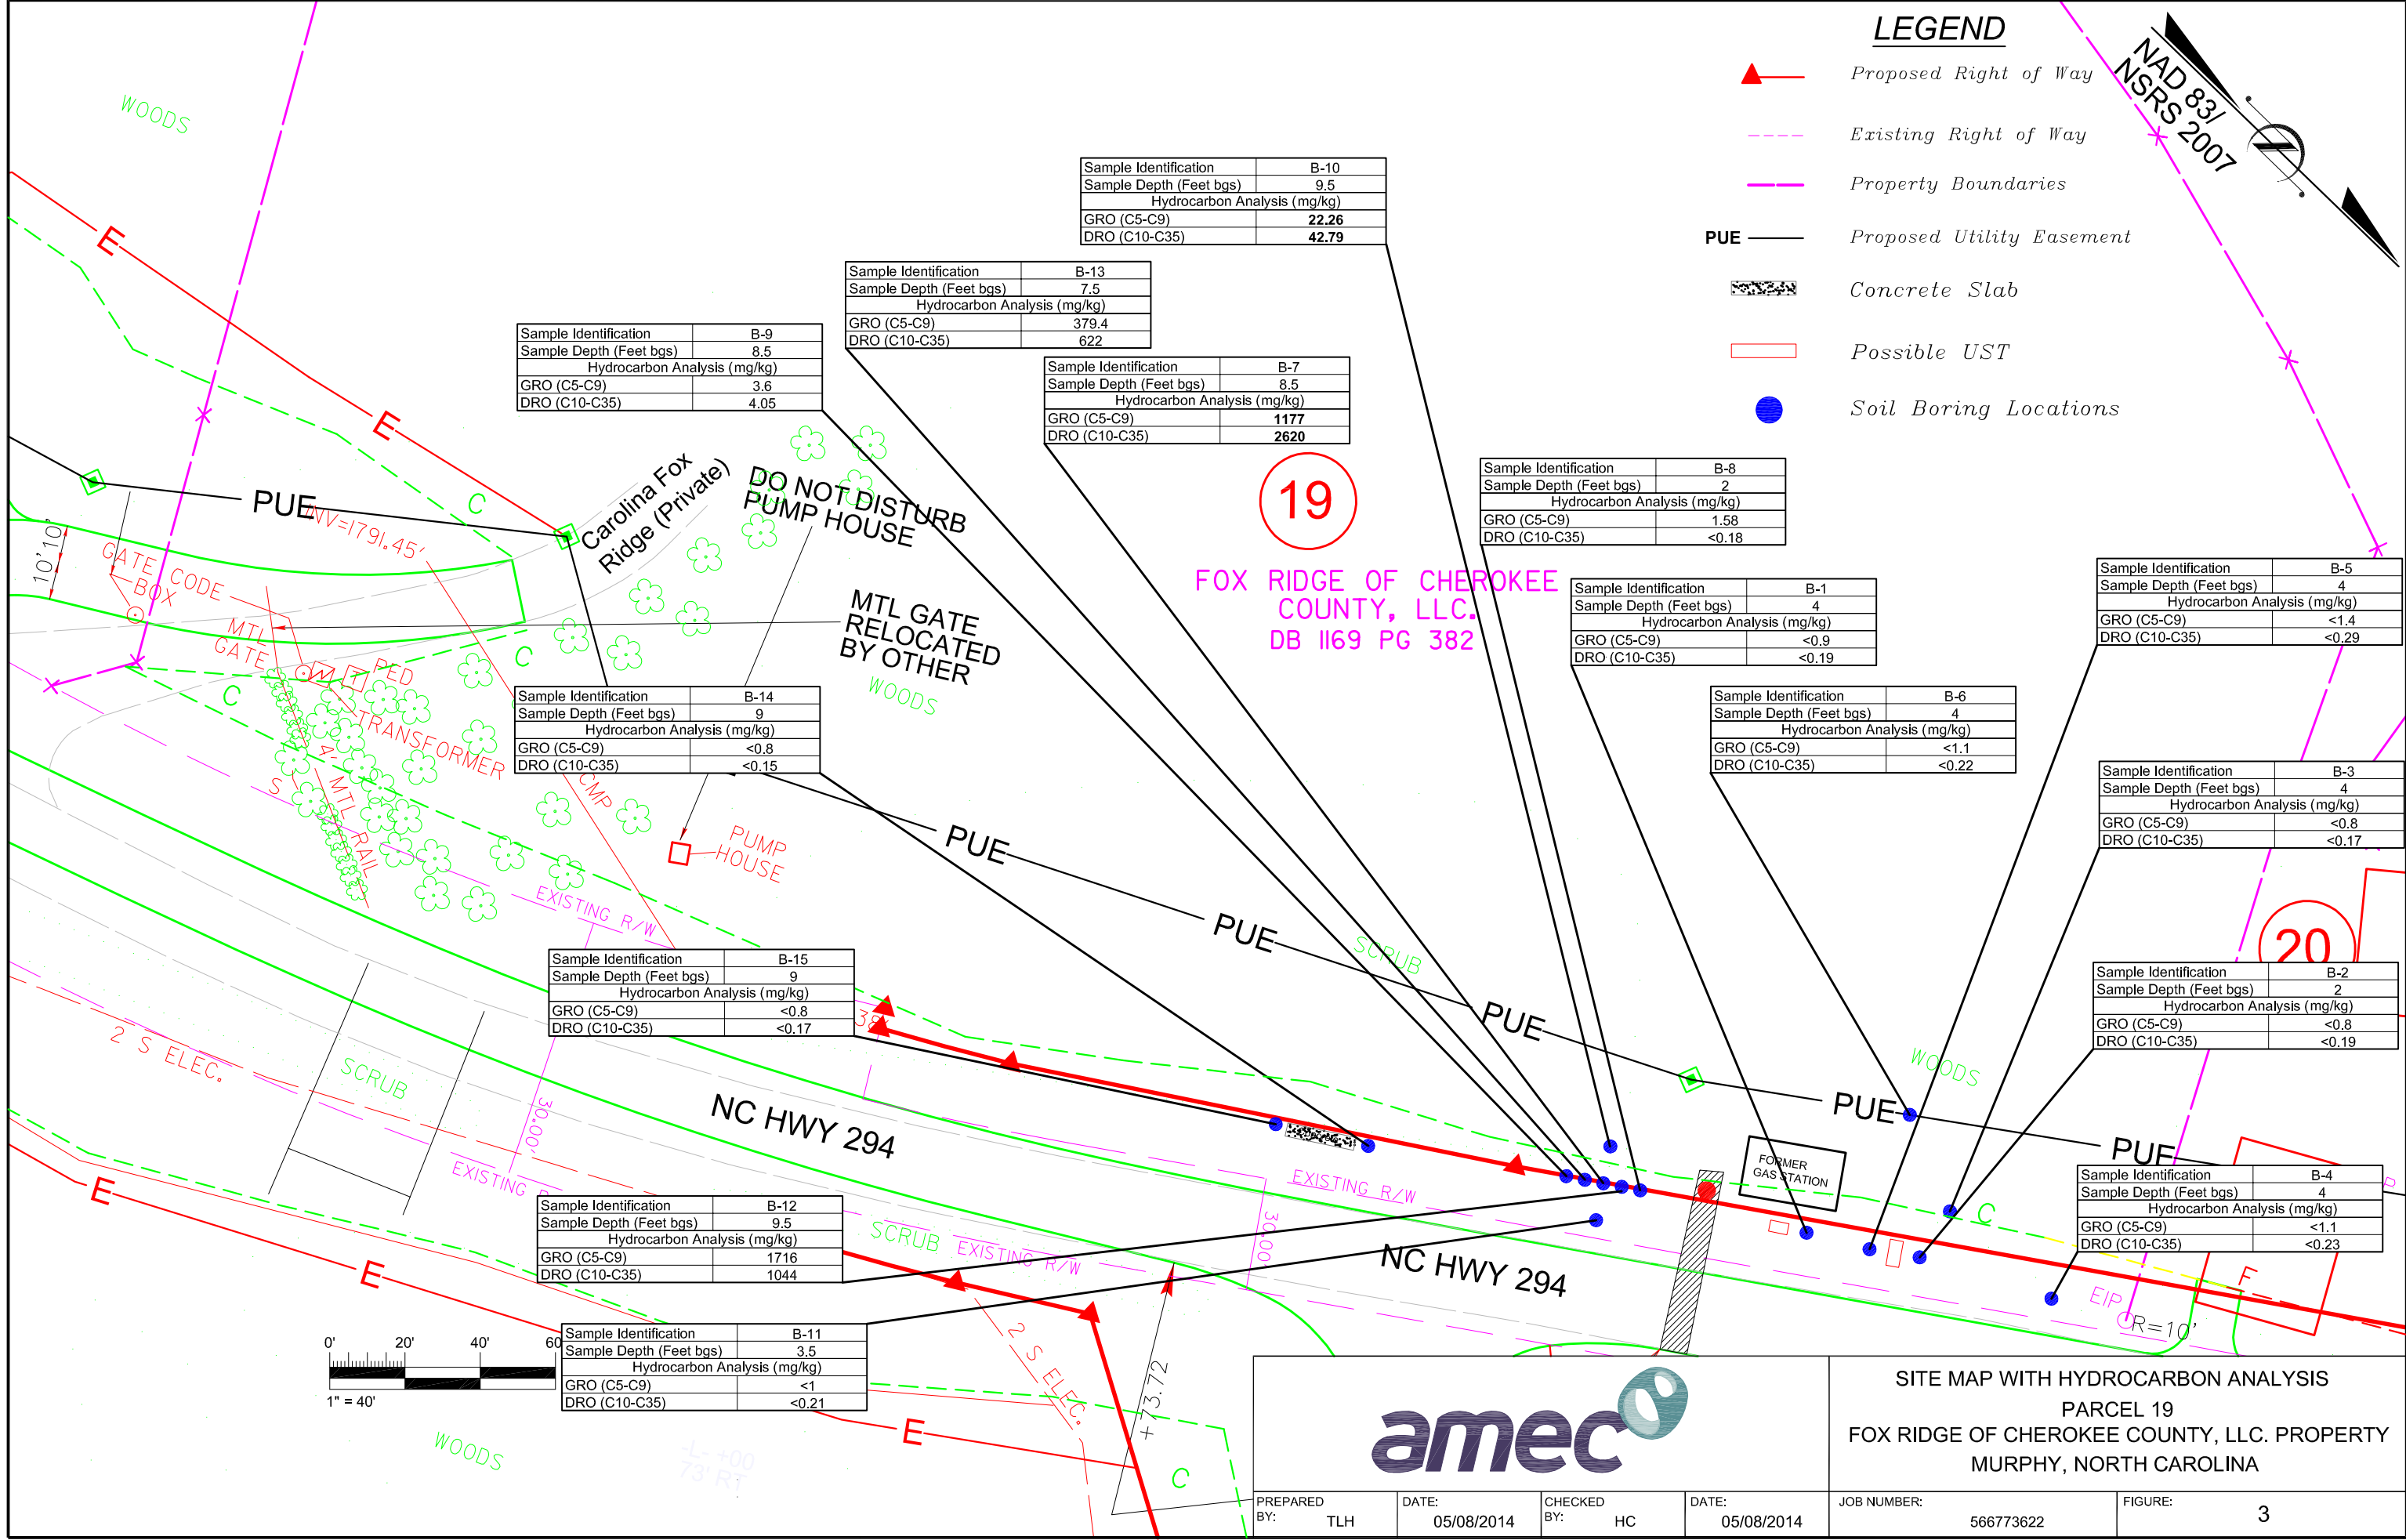 LEGEND
Proposed Right of Way
Existing Right of Way
Property Boundaries
PUE Proposed Utility Easement
Concrete Slab
Possible UST
Soil Boring Locations
NAD 83/
NSRS 2007
WOODS
E
E
Sample Identification B-10
Sample Depth (Feet bgs) 9.5
Hydrocarbon Analysis (mg/kg)
GRO (C5-C9) 22.26
DRO (C10-C35) 42.79
Sample Identification B-13
Sample Depth (Feet bgs) 7.5
Hydrocarbon Analysis (mg/kg)
GRO (C5-C9) 379.4
DRO (C10-C35) 622
Sample Identification B-9
Sample Depth (Feet bgs) 8.5
Hydrocarbon Analysis (mg/kg)
GRO (C5-C9) 3.6
DRO (C10-C35) 4.05
Sample Identification B-7
Sample Depth (Feet bgs) 8.5
Hydrocarbon Analysis (mg/kg)
GRO (C5-C9) 1177
DRO (C10-C35) 2620
Sample Identification B-8
Sample Depth (Feet bgs) 2
Hydrocarbon Analysis (mg/kg)
GRO (C5-C9) 1.58
DRO (C10-C35) <0.18
Sample Identification B-1
Sample Depth (Feet bgs) 4
Hydrocarbon Analysis (mg/kg)
GRO (C5-C9) <0.9
DRO (C10-C35) <0.19
Sample Identification B-5
Sample Depth (Feet bgs) 4
Hydrocarbon Analysis (mg/kg)
GRO (C5-C9) <1.4
DRO (C10-C35) <0.29
Sample Identification B-6
Sample Depth (Feet bgs) 4
Hydrocarbon Analysis (mg/kg)
GRO (C5-C9) <1.1
DRO (C10-C35) <0.22
Sample Identification B-3
Sample Depth (Feet bgs) 4
Hydrocarbon Analysis (mg/kg)
GRO (C5-C9) <0.8
DRO (C10-C35) <0.17
19
FOX RIDGE OF CHEROKEE
COUNTY, LLC.
DB 1169 PG 382
PUE
INV=1791.45'
C
Carolina Fox
Ridge (Private)
DO NOT DISTURB
PUMP HOUSE
10' 10'
GATE CODE
BOX
MTL
GATE
W
T
PED
TRANSFORMER
C
C
MTL GATE
RELOCATED
BY OTHER
WOODS
4' MTL RAIL
S
CMP
PUMP
HOUSE
Sample Identification B-14
Sample Depth (Feet bgs) 9
Hydrocarbon Analysis (mg/kg)
GRO (C5-C9) <0.8
DRO (C10-C35) <0.15
PUE
PUE
SCRUB
PUE
EXISTING R/W
20
Sample Identification B-2
Sample Depth (Feet bgs) 2
Hydrocarbon Analysis (mg/kg)
GRO (C5-C9) <0.8
DRO (C10-C35) <0.19
Sample Identification B-15
Sample Depth (Feet bgs) 9
Hydrocarbon Analysis (mg/kg)
GRO (C5-C9) <0.8
DRO (C10-C35) <0.17
2 S ELEC.
SCRUB
30.00'
NC HWY 294
EXISTING
WOODS
PUE
PUE
FORMER
GAS STATION
EXISTING R/W
30.00
Sample Identification B-4
Sample Depth (Feet bgs) 4
Hydrocarbon Analysis (mg/kg)
GRO (C5-C9) <1.1
DRO (C10-C35) <0.23
Sample Identification B-12
Sample Depth (Feet bgs) 9.5
Hydrocarbon Analysis (mg/kg)
GRO (C5-C9) 1716
DRO (C10-C35) 1044
SCRUB
EXISTING R/W
NC HWY 294
C
F
EIP
R=10'
E
E
E
Sample Identification B-11
Sample Depth (Feet bgs) 3.5
Hydrocarbon Analysis (mg/kg)
GRO (C5-C9) <1
DRO (C10-C35) <0.21
0' 20' 40' 60
1" = 40'
2 S ELEC.
+73.72
C
WOODS
-L- +00
73' RT
amec
SITE MAP WITH HYDROCARBON ANALYSIS
PARCEL 19
FOX RIDGE OF CHEROKEE COUNTY, LLC. PROPERTY
MURPHY, NORTH CAROLINA
PREPARED BY: TLH
DATE: 05/08/2014
CHECKED BY: HC
DATE: 05/08/2014
JOB NUMBER: 566773622
FIGURE: 3